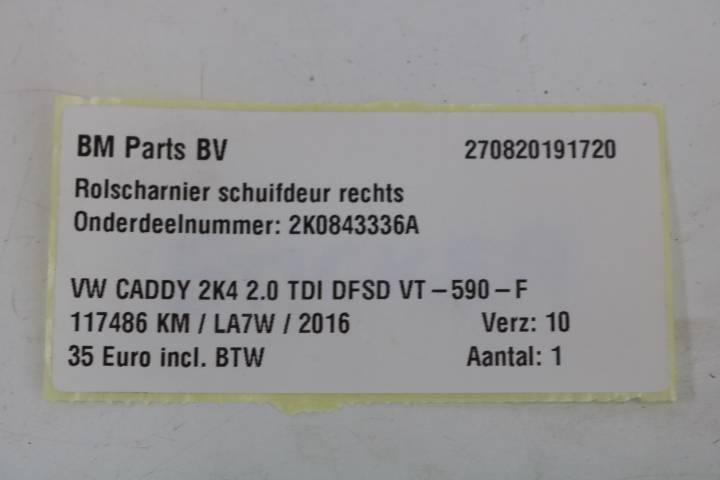 BM Parts BV 270820191720
Rolscharnier schuifdeur rechts
Onderdeelnummer: 2K0843336A
VW CADDY 2K4 2.0 TDI DFSD VT-590-F
117486 KM / LA7W / 2016 Verz: 10
35 Euro incl. BTW Aantal: 1